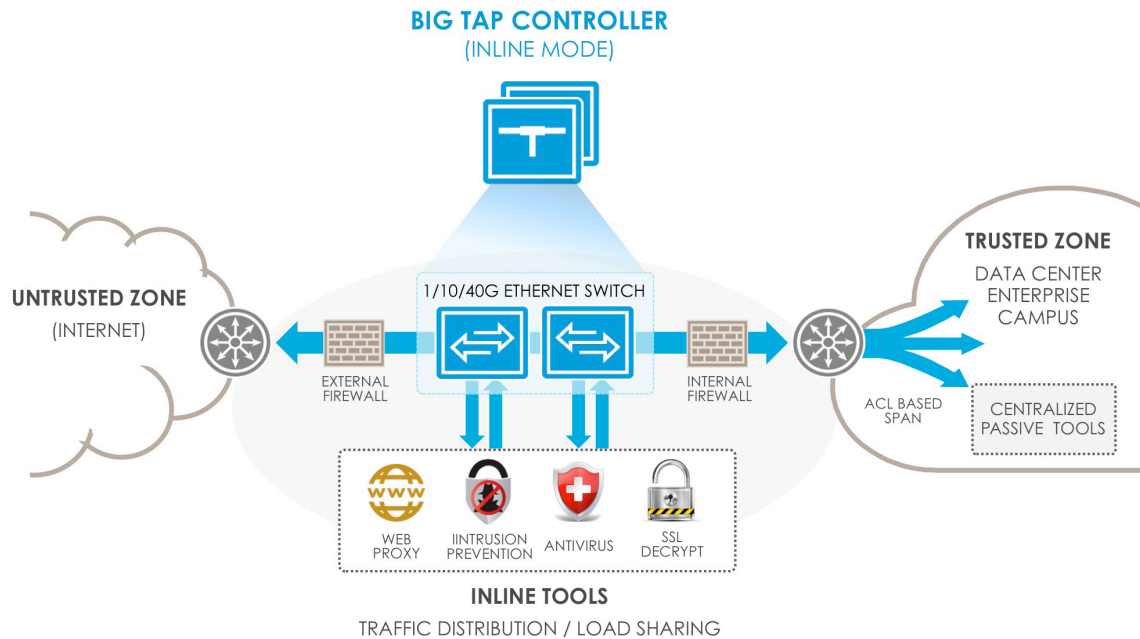 BIG TAP CONTROLLER
(INLINE MODE)
UNTRUSTED ZONE
(INTERNET)
1/10/40G ETHERNET SWITCH
TRUSTED ZONE
DATA CENTER
ENTERPRISE
CAMPUS
EXTERNAL
FIREWALL
INTERNAL
FIREWALL
ACL BASED
SPAN
CENTRALIZED
PASSIVE TOOLS
WWW
WEB
PROXY
IINTRUSION
PREVENTION
ANTIVIRUS
SSL
DECRYPT
INLINE TOOLS
TRAFFIC DISTRIBUTION / LOAD SHARING